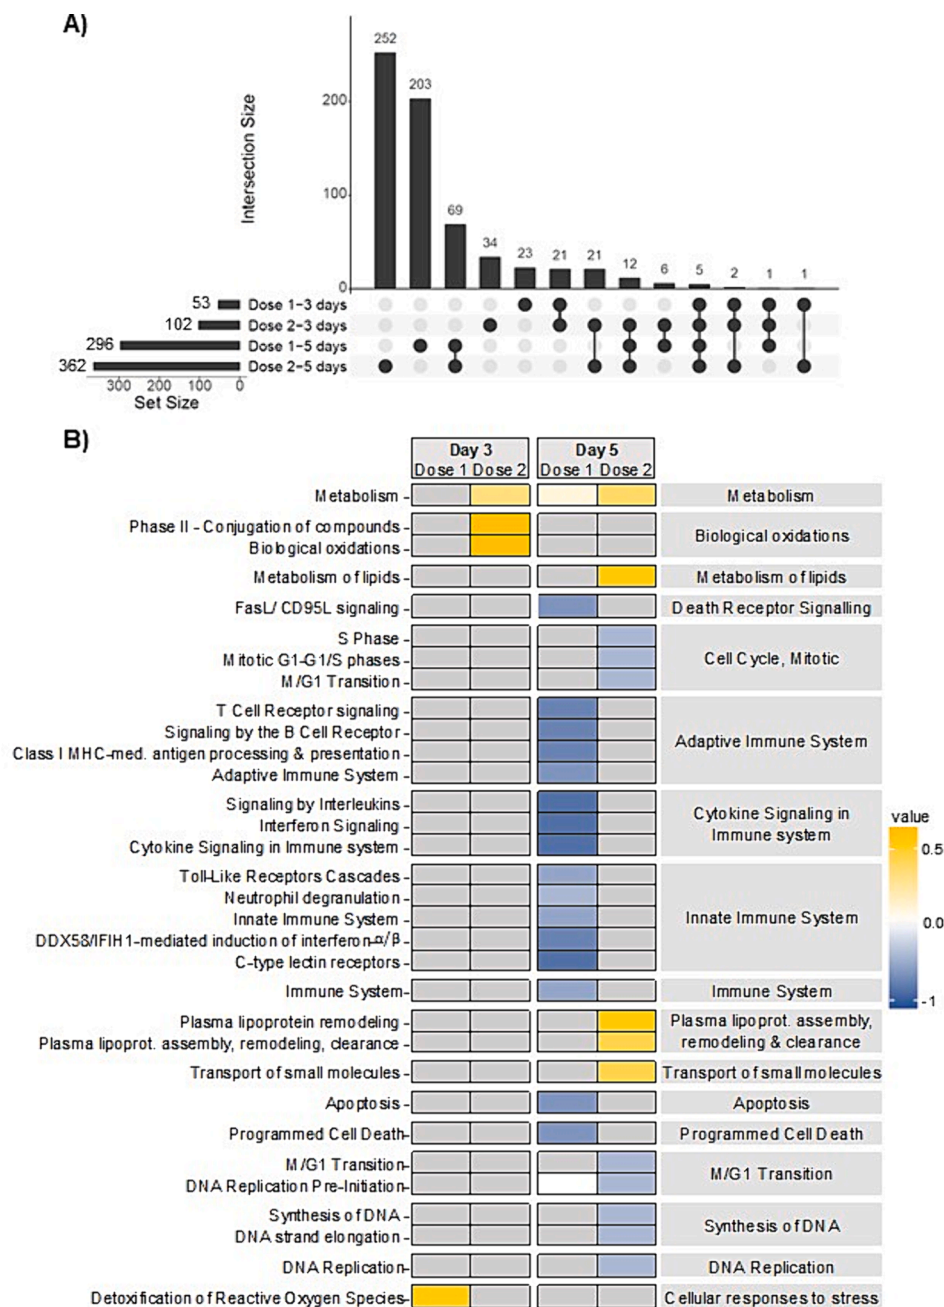 A)
252
203
69
34
23
21
21
12
6
5
2
1
1
Intersection Size
200
100
0
53 Dose 1-3 days
102 Dose 2-3 days
296 Dose 1-5 days
362 Dose 2-5 days
300 200 100 0
Set Size
B)
Day 3 Day 5
Dose 1 Dose 2 Dose 1 Dose 2
Metabolism Metabolism
Phase II - Conjugation of compounds
Biological oxidations
Biological oxidations
Metabolism of lipids Metabolism of lipids
FasL/ CD95L signaling Death Receptor Signalling
S Phase
Mitotic G1-G1/S phases
M/G1 Transition
Cell Cycle, Mitotic
T Cell Receptor signaling
Signaling by the B Cell Receptor
Class I MHC-med. antigen processing & presentation
Adaptive Immune System
Adaptive Immune System
Signaling by Interleukins
Interferon Signaling
Cytokine Signaling in Immune system
Cytokine Signaling in
Immune system
Toll-Like Receptors Cascades
Neutrophil degranulation
Innate Immune System
DDX58/IFIH1-mediated induction of interferon-α/β
C-type lectin receptors
Innate Immune System
Immune System Immune System
Plasma lipoprotein remodeling
Plasma lipoprot. assembly, remodeling, clearance
Plasma lipoprot. assembly,
remodeling & clearance
Transport of small molecules Transport of small molecules
Apoptosis Apoptosis
Programmed Cell Death Programmed Cell Death
M/G1 Transition
DNA Replication Pre-Initiation
M/G1 Transition
Synthesis of DNA
DNA strand elongation
Synthesis of DNA
DNA Replication DNA Replication
Detoxification of Reactive Oxygen Species Cellular responses to stress
value
0.5
0.0
-1